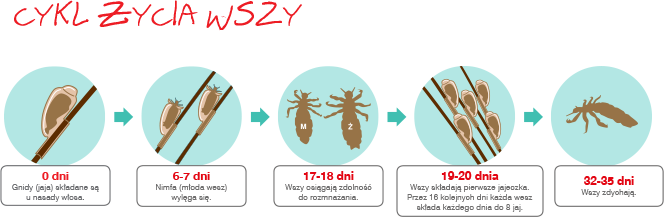 CYKL ŻYCIA WSZY
M
Ż
0 dni
Gnidy (jaja) składane są
u nasady włosa.
6-7 dni
Nimfa (młoda wesz)
wylęga się.
17-18 dni
Wszy osiągają zdolność
do rozmnażania.
19-20 dnia
Wszy składają pierwsze jajeczka.
Przez 16 kolejnych dni każda wesz
składa każdego dnia do 8 jaj.
32-35 dni
Wszy zdychają.